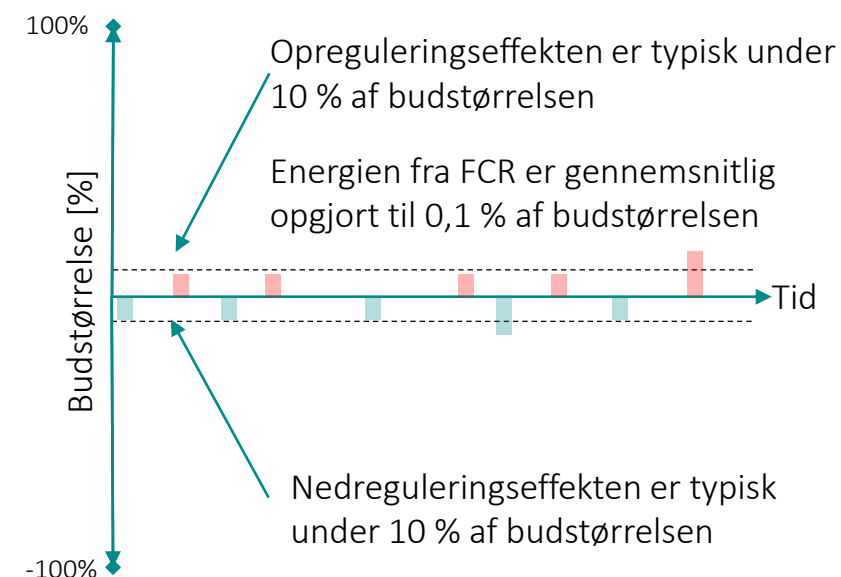 100%
Opreguleringseffekten er typisk under
10 % af budstørrelsen
Energien fra FCR er gennemsnitlig
opgjort til 0,1 % af budstørrelsen
Budstørrelse [%]
Tid
Nedreguleringseffekten er typisk
under 10 % af budstørrelsen
-100%